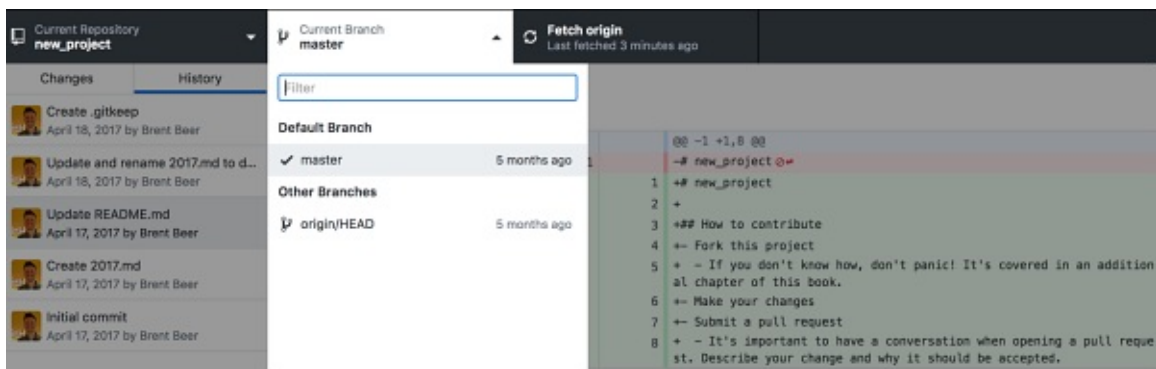 Current Repository
new_project
Current Branch
master
Fetch origin
Last fetched 3 minutes ago
Changes
History
Create .gitkeep
April 18, 2017 by Brent Beer
Update and rename 2017.md to d...
April 18, 2017 by Brent Beer
Update README.md
April 17, 2017 by Brent Beer
Create 2017.md
April 17, 2017 by Brent Beer
Initial commit
April 17, 2017 by Brent Beer
Filter
Default Branch
master 5 months ago
Other Branches
origin/HEAD 5 months ago
@@ -1 +1,8 @@
1 -# new_project
1 +# new_project
2 +
3 +## How to contribute
4 +- Fork this project
5 + - If you don't know how, don't panic! It's covered in an addition
al chapter of this book.
6 +- Make your changes
7 +- Submit a pull request
8 + - It's important to have a conversation when opening a pull reque
st. Describe your change and why it should be accepted.